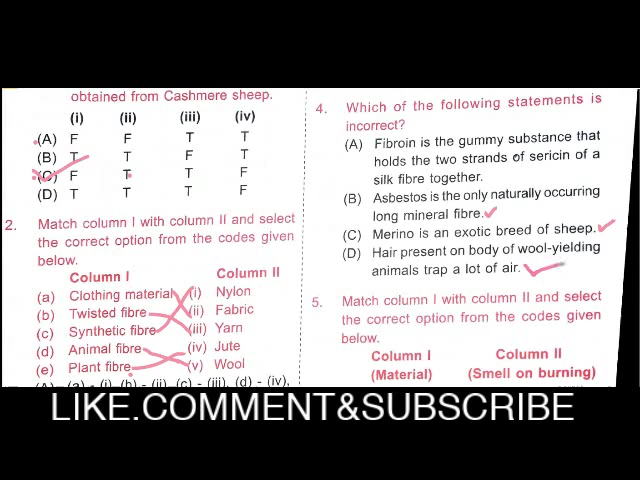 obtained from Cashmere sheep.
(i) (ii) (iii) (iv)
(A) F F T T
(B) T T F T
(C) F T T F
(D) T T T F
2. Match column I with column II and select
the correct option from the codes given
below.
Column I Column II
(a) Clothing material (i) Nylon
(b) Twisted fibre (ii) Fabric
(c) Synthetic fibre (iii) Yarn
(d) Animal fibre (iv) Jute
(e) Plant fibre (v) Wool
(A) (a) - (i), (b) - (ii), (c) - (iii), (d) - (iv),
4. Which of the following statements is
incorrect?
(A) Fibroin is the gummy substance that
holds the two strands of sericin of a
silk fibre together.
(B) Asbestos is the only naturally occurring
long mineral fibre.
(C) Merino is an exotic breed of sheep.
(D) Hair present on body of wool-yielding
animals trap a lot of air.
5. Match column I with column II and select
the correct option from the codes given
below.
Column I Column II
(Material) (Smell on burning)
LIKE.COMMENT&SUBSCRIBE